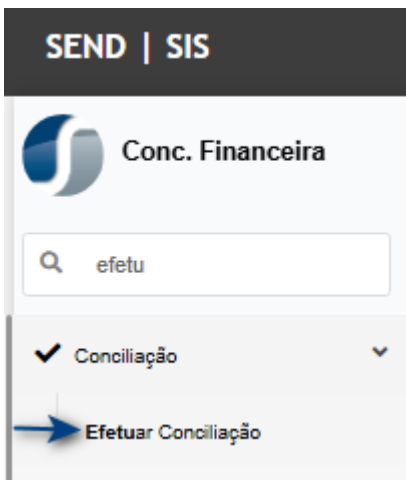 SEND | SIS
Conc. Financeira
efetu
Conciliação
Efetuar Conciliação